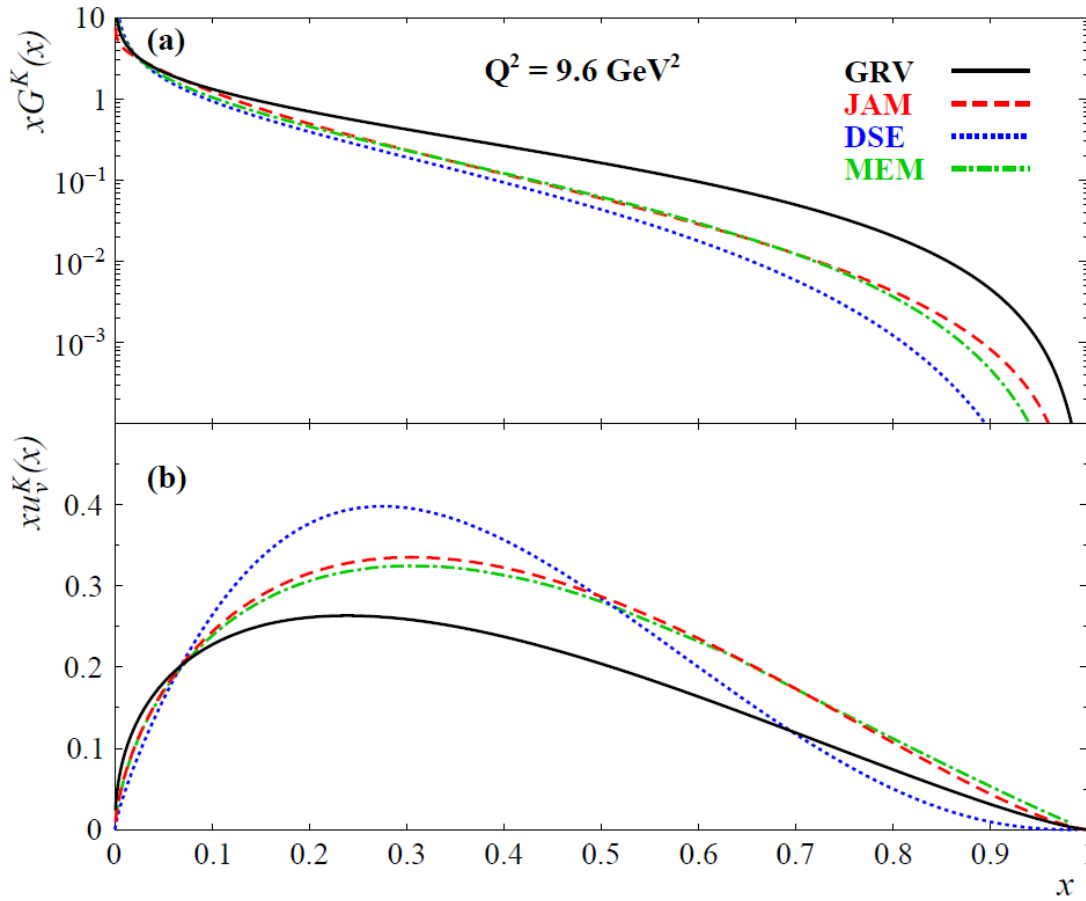 (a)
Q² = 9.6 GeV²
GRV
JAM
DSE
MEM
xG^K(x)
10
1
10⁻¹
10⁻²
10⁻³
(b)
xu_v^K(x)
0.4
0.3
0.2
0.1
0
0 0.1 0.2 0.3 0.4 0.5 0.6 0.7 0.8 0.9 1
x